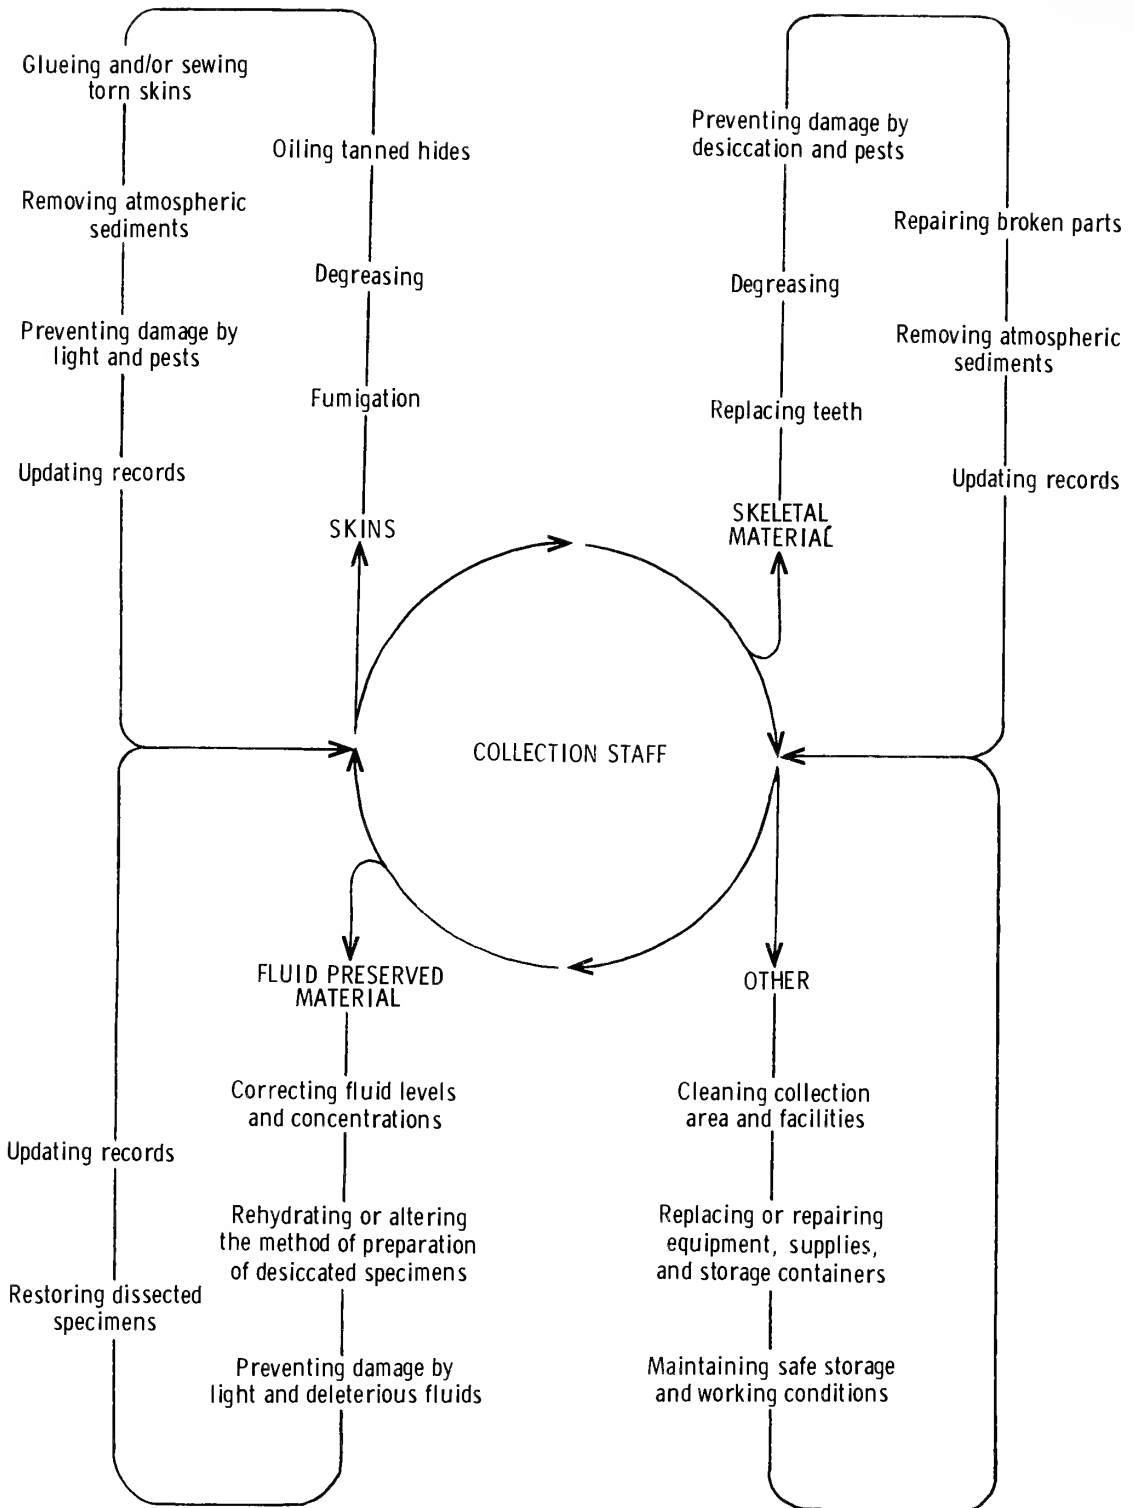 Glueing and/or sewing
torn skins
Oiling tanned hides
Removing atmospheric
sediments
Degreasing
Preventing damage by
light and pests
Fumigation
Updating records
SKINS
Preventing damage by
desiccation and pests
Repairing broken parts
Degreasing
Removing atmospheric
sediments
Replacing teeth
Updating records
SKELETAL
MATERIAL
COLLECTION STAFF
FLUID PRESERVED
MATERIAL
Correcting fluid levels
and concentrations
Updating records
Rehydrating or altering
the method of preparation
of desiccated specimens
Restoring dissected
specimens
Preventing damage by
light and deleterious fluids
OTHER
Cleaning collection
area and facilities
Replacing or repairing
equipment, supplies,
and storage containers
Maintaining safe storage
and working conditions